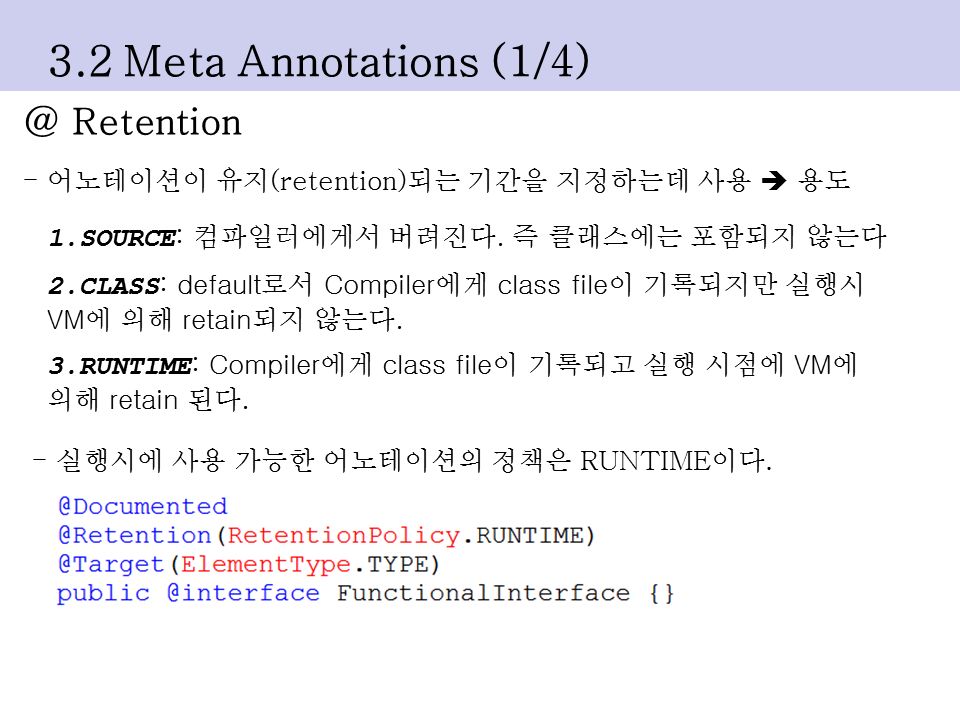 3.2 Meta Annotations (1/4)
@ Retention
- 어노테이션이 유지(retention)되는 기간을 지정하는데 사용 ➔ 용도
1.SOURCE: 컴파일러에게서 버려진다. 즉 클래스에는 포함되지 않는다
2.CLASS: default로서 Compiler에게 class file이 기록되지만 실행시
VM에 의해 retain되지 않는다.
3.RUNTIME: Compiler에게 class file이 기록되고 실행 시점에 VM에
의해 retain 된다.
- 실행시에 사용 가능한 어노테이션의 정책은 RUNTIME이다.
@Documented
@Retention(RetentionPolicy.RUNTIME)
@Target(ElementType.TYPE)
public @interface FunctionalInterface {}